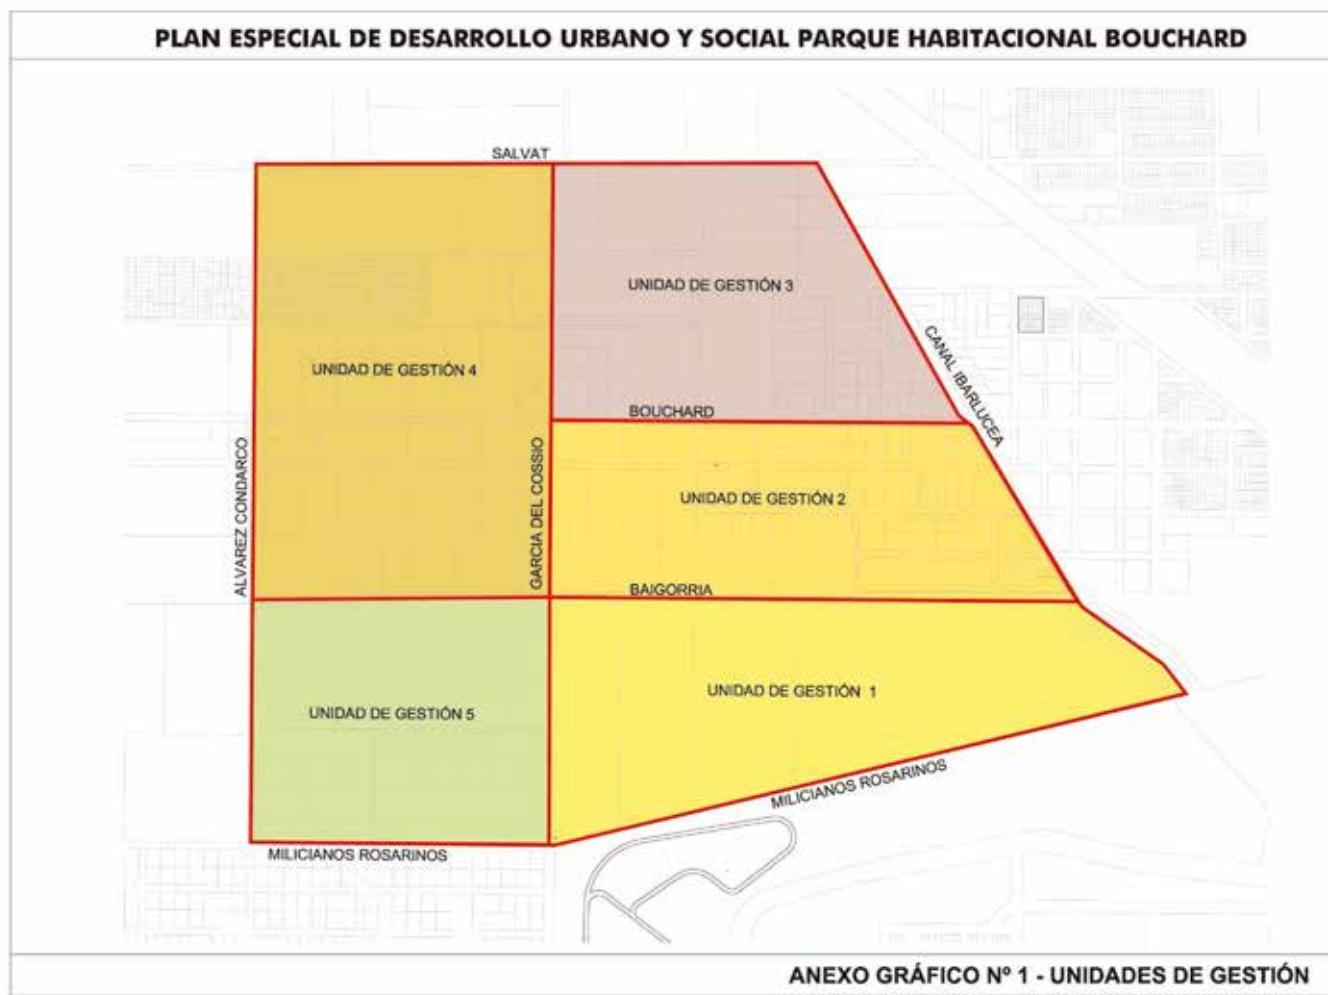 PLAN ESPECIAL DE DESARROLLO URBANO Y SOCIAL PARQUE HABITACIONAL BOUCHARD
SALVAT
UNIDAD DE GESTIÓN 3
UNIDAD DE GESTIÓN 4
CANAL IBARLUCEA
BOUCHARD
ALVAREZ CONDARCO
GARCIA DEL COSSIO
UNIDAD DE GESTIÓN 2
BAIGORRIA
UNIDAD DE GESTIÓN 1
UNIDAD DE GESTIÓN 5
MILICIANOS ROSARINOS
MILICIANOS ROSARINOS
ANEXO GRÁFICO Nº 1 - UNIDADES DE GESTIÓN